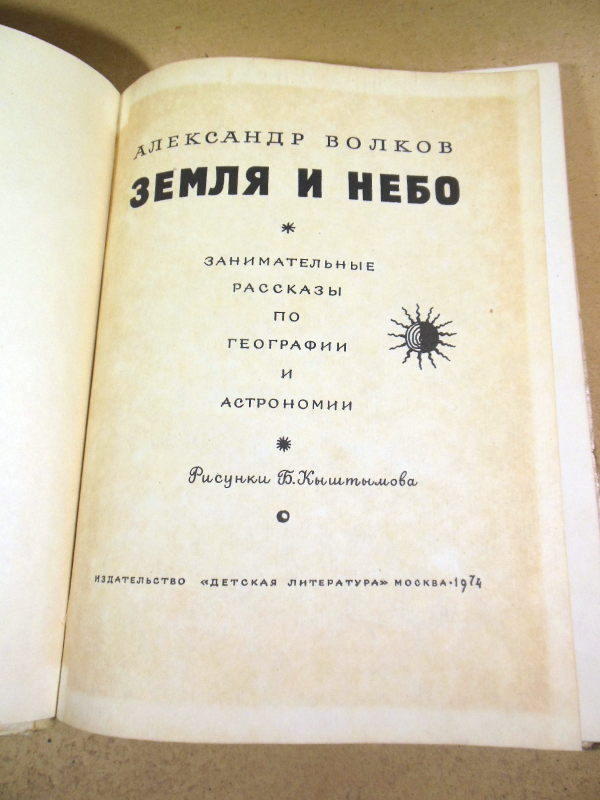 АЛЕКСАНДР ВОЛКОВ
ЗЕМЛЯ И НЕБО
ЗАНИМАТЕЛЬНЫЕ
РАССКАЗЫ
ПО
ГЕОГРАФИИ
И
АСТРОНОМИИ
Рисунки Б.Кыштымова
ИЗДАТЕЛЬСТВО «ДЕТСКАЯ ЛИТЕРАТУРА» МОСКВА·1974